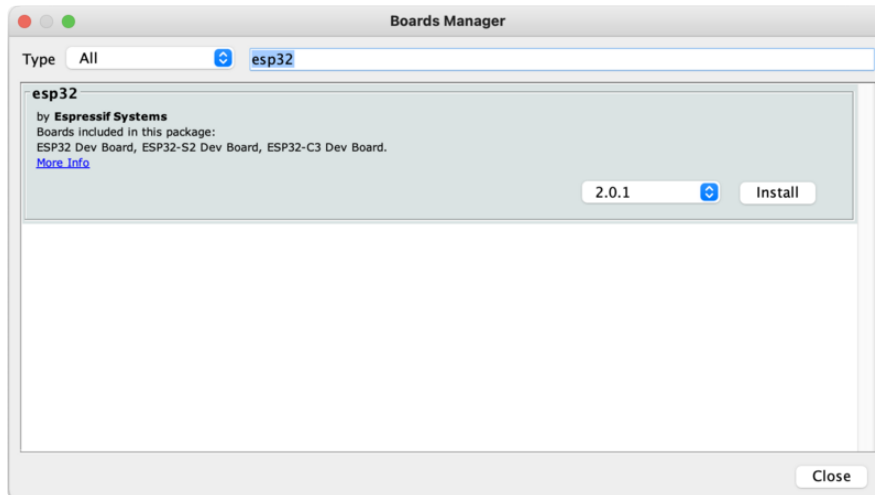 Boards Manager
Type All esp32
esp32
by Espressif Systems
Boards included in this package:
ESP32 Dev Board, ESP32-S2 Dev Board, ESP32-C3 Dev Board.
More Info
2.0.1 Install
Close